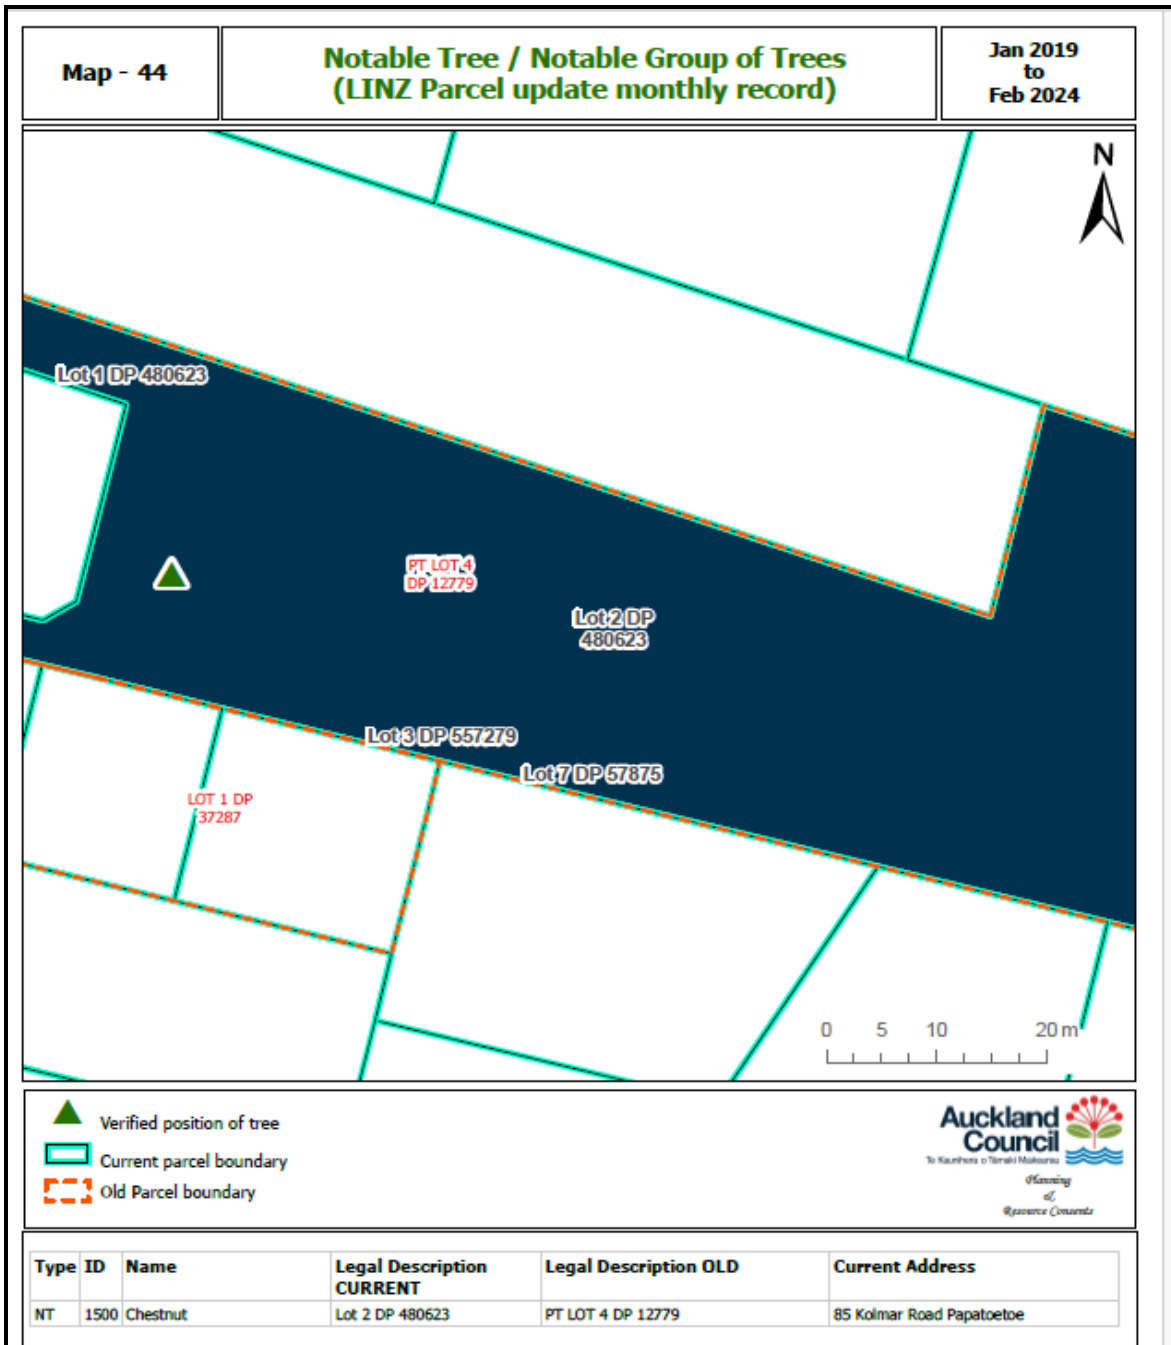 Map - 44
Notable Tree / Notable Group of Trees
(LINZ Parcel update monthly record)
Jan 2019
to
Feb 2024
N
Lot 1 DP 480623
PT LOT 4
DP 12779
Lot 2 DP
480623
Lot 3 DP 557279
Lot 7 DP 57875
LOT 1 DP
37287
0 5 10 20 m
Verified position of tree
Current parcel boundary
Old Parcel boundary
Auckland
Council
Te Kaunihera o Tāmaki Makaurau
Planning
&
Resource Consents
Type ID Name Legal Description CURRENT Legal Description OLD Current Address
NT 1500 Chestnut Lot 2 DP 480623 PT LOT 4 DP 12779 85 Kolmar Road Papatoetoe